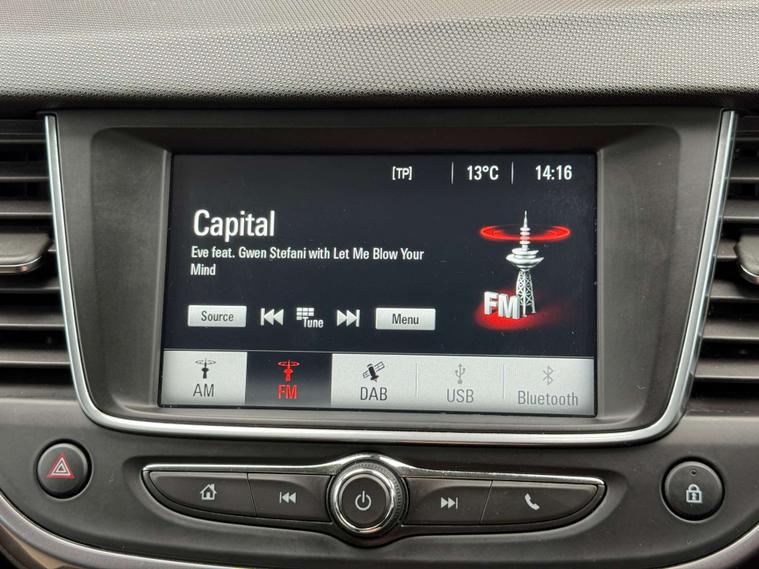 [TP] 13°C 14:16
Capital
Eve feat. Gwen Stefani with Let Me Blow Your
Mind
FM
Source Tune Menu
AM FM DAB USB Bluetooth